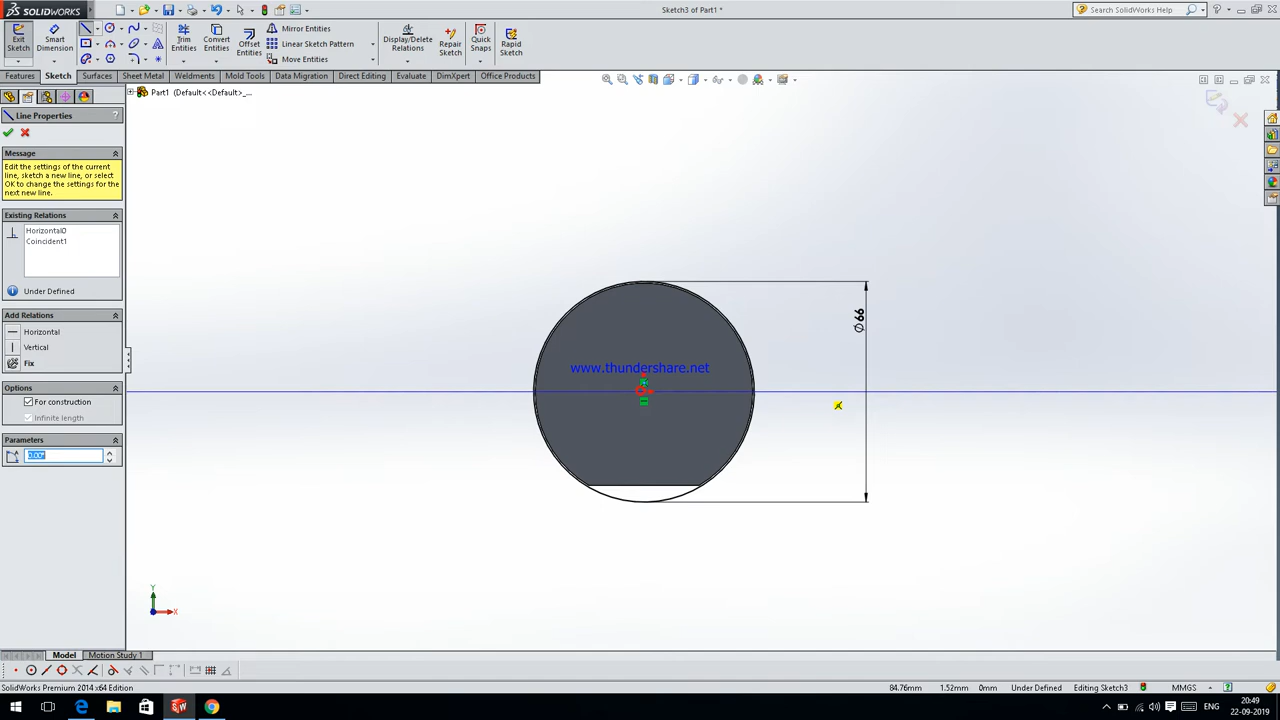 SOLIDWORKS
Sketch3 of Part1 *
Search SolidWorks Help
Exit Sketch
Smart Dimension
Trim Entities
Convert Entities
Offset Entities
Mirror Entities
Linear Sketch Pattern
Move Entities
Display/Delete Relations
Repair Sketch
Quick Snaps
Rapid Sketch
Features
Sketch
Surfaces
Sheet Metal
Weldments
Mold Tools
Data Migration
Direct Editing
Evaluate
DimXpert
Office Products
Part1 (Default<<Default>_...
Line Properties
?
Message
Edit the settings of the current
line, sketch a new line, or select
OK to change the settings for the
next new line.
Existing Relations
Horizontal0
Coincident1
Under Defined
Add Relations
Horizontal
Vertical
Fix
Options
For construction
Infinite length
Parameters
0.00°
www.thundershare.net
∅66
Y
X
Model
Motion Study 1
SolidWorks Premium 2014 x64 Edition
84.76mm
1.52mm
0mm
Under Defined
Editing Sketch3
MMGS
ENG
20:49
22-09-2019